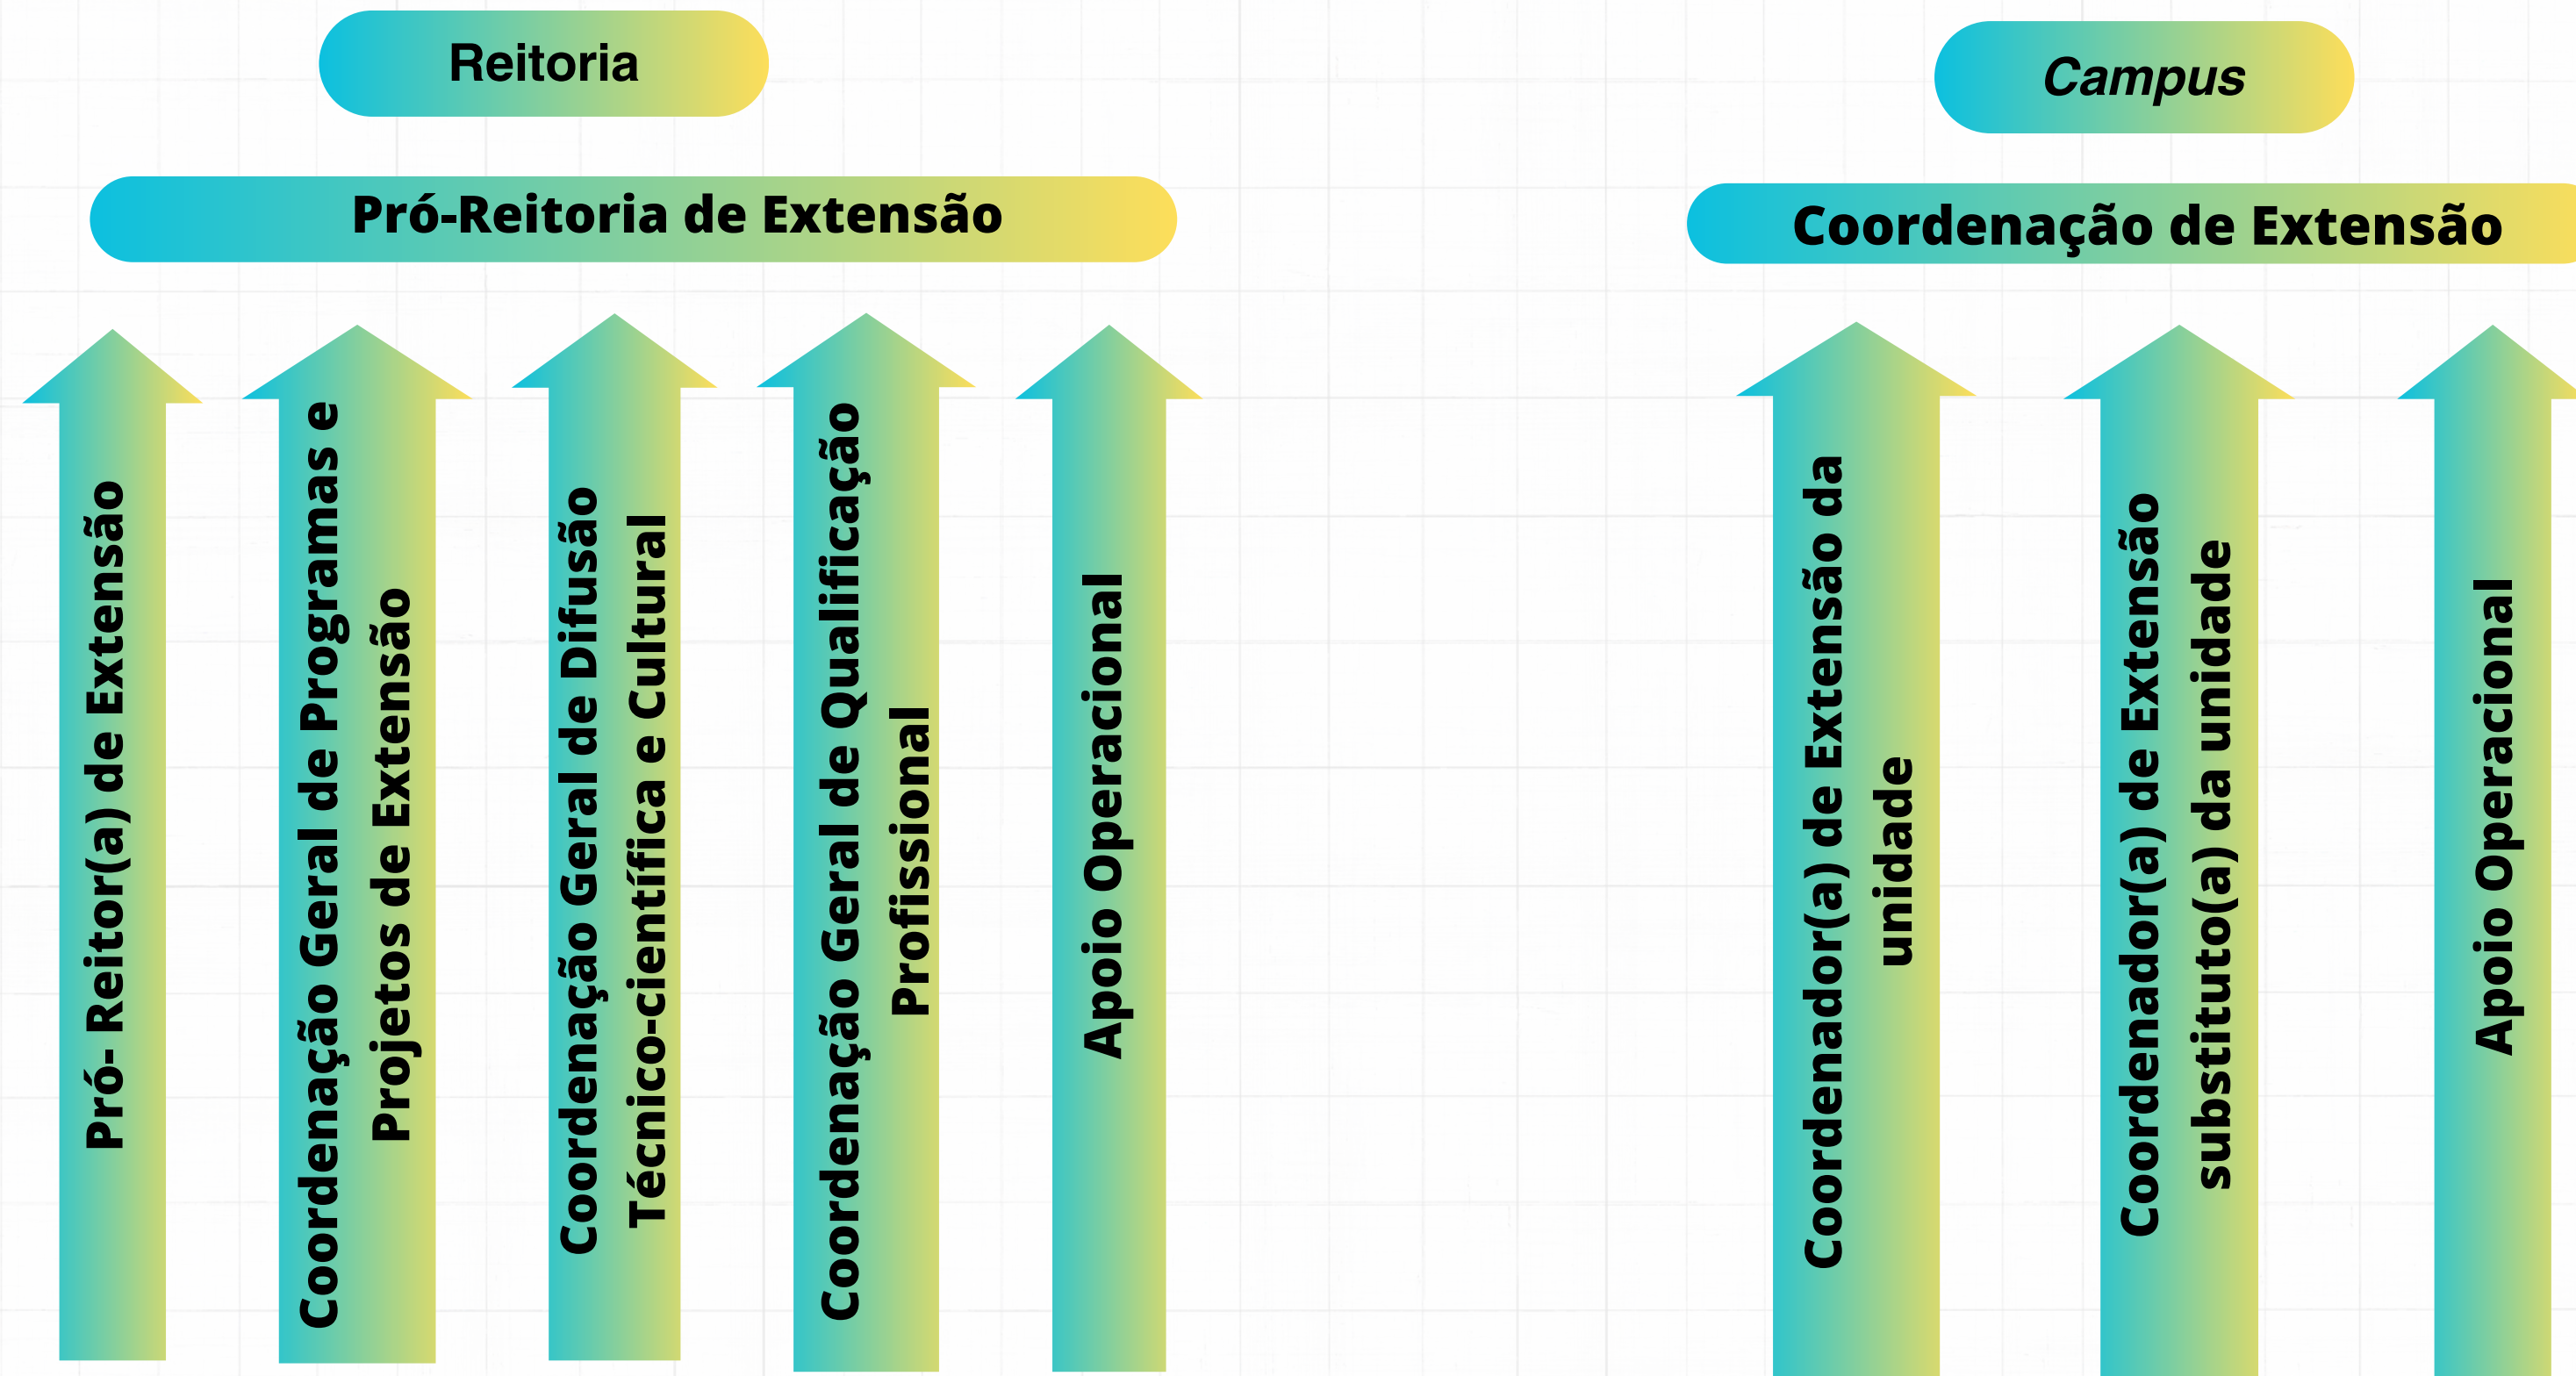 Reitoria
Pró-Reitoria de Extensão
Pró- Reitor(a) de Extensão
Coordenação Geral de Programas e
Projetos de Extensão
Coordenação Geral de Difusão
Técnico-científica e Cultural
Coordenação Geral de Qualificação
Profissional
Apoio Operacional
Campus
Coordenação de Extensão
Coordenador(a) de Extensão da
unidade
Coordenador(a) de Extensão
substituto(a) da unidade
Apoio Operacional